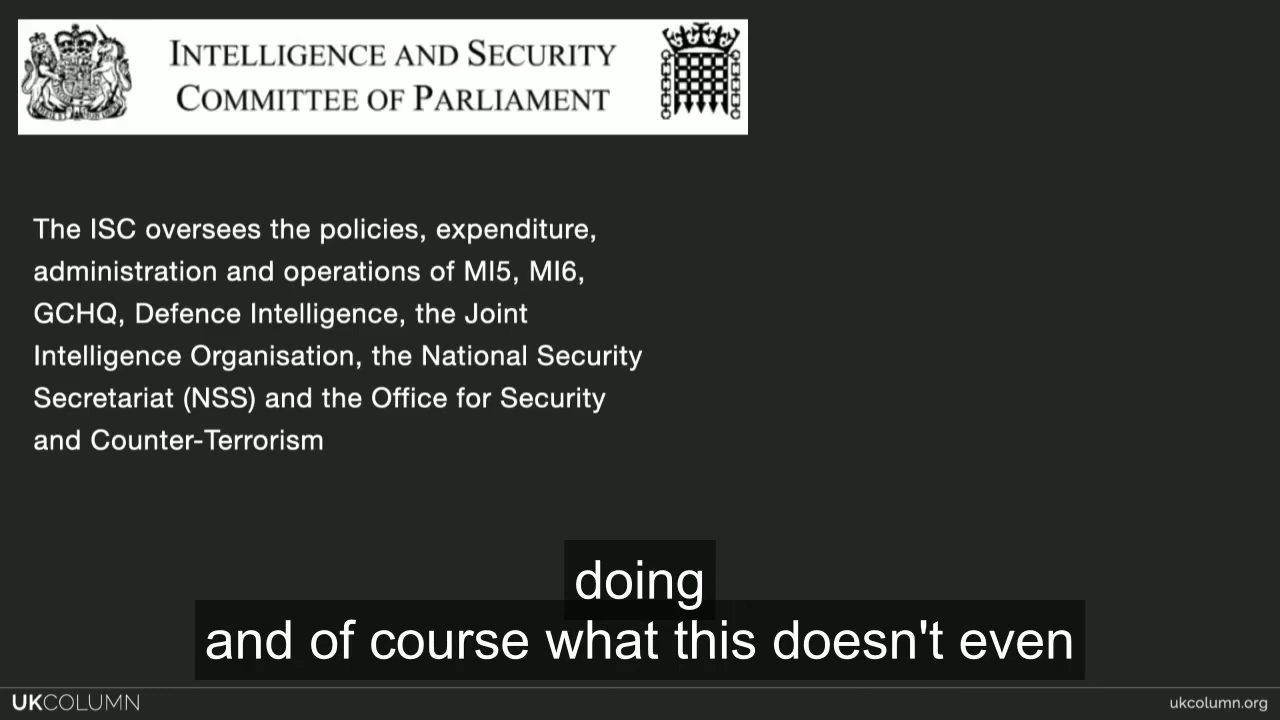 INTELLIGENCE AND SECURITY
COMMITTEE OF PARLIAMENT
The ISC oversees the policies, expenditure,
administration and operations of MI5, MI6,
GCHQ, Defence Intelligence, the Joint
Intelligence Organisation, the National Security
Secretariat (NSS) and the Office for Security
and Counter-Terrorism
doing
and of course what this doesn't even
UKCOLUMN
ukcolumn.org